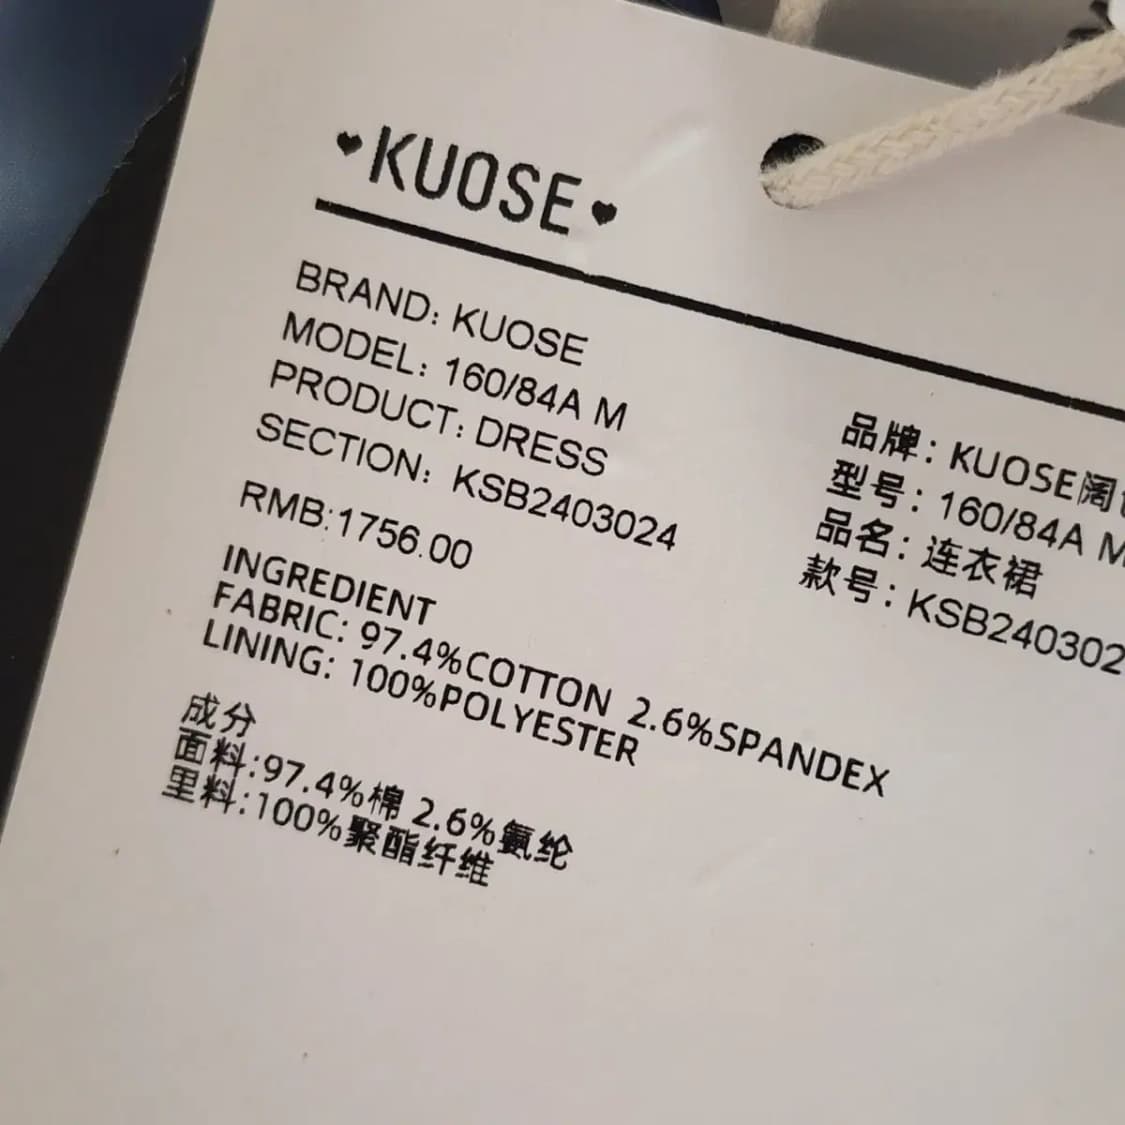 KUOSE
BRAND: KUOSE
MODEL: 160/84A M
PRODUCT: DRESS
SECTION: KSB2403024
RMB:1756.00
INGREDIENT
FABRIC: 97.4%COTTON 2.6%SPANDEX
LINING: 100%POLYESTER
成分
面料:97.4%棉 2.6%氨纶
里料:100%聚酯纤维
品牌: KUOSE阔
型号: 160/84A M
品名: 连衣裙
款号: KSB240302